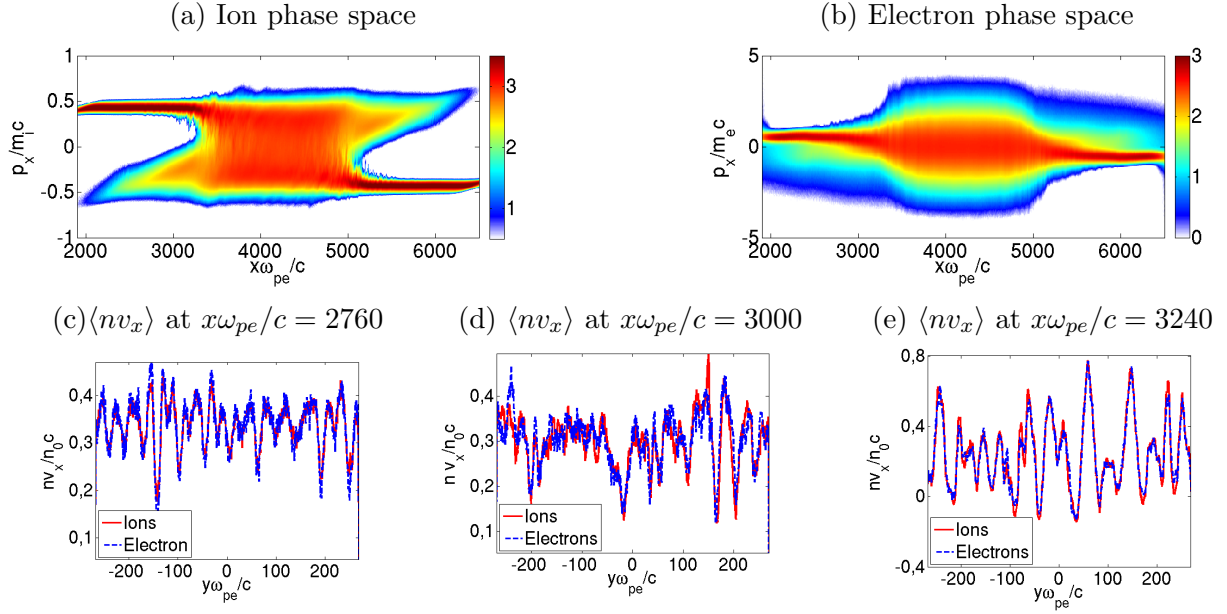 (a) Ion phase space
(b) Electron phase space
1
0.5
0
-0.5
-1
p_x/m_i c
2000 3000 4000 5000 6000
xω_pe/c
3
2
1
5
0
-5
p_x/m_e c
2000 3000 4000 5000 6000
xω_pe/c
3
2
1
0
(c)⟨nv_x⟩ at xω_pe/c = 2760
(d) ⟨nv_x⟩ at xω_pe/c = 3000
(e) ⟨nv_x⟩ at xω_pe/c = 3240
0,4
0,3
0,2
0,1
nv_x/n_0c
Ions
Electron
-200 -100 0 100 200
yω_pe/c
0,4
0,3
0,2
0,1
n v_x/n_0c
Ions
Electrons
-200 -100 0 100 200
yω_pe/c
0,8
0,4
0
-0,4
nv_x/n_0c
Ions
Electrons
-200 -100 0 100 200
yω_pe/c